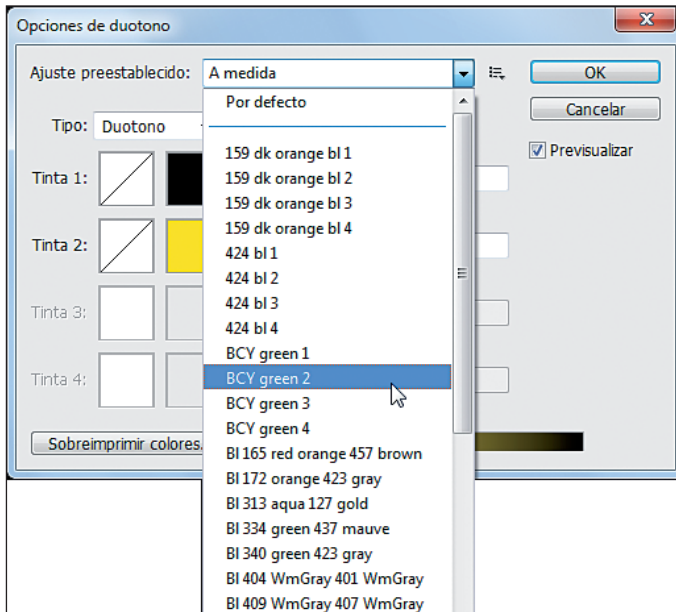 Opciones de duotono
Ajuste preestablecido: A medida
OK
Cancelar
Previsualizar
Tipo: Duotono
Tinta 1:
Tinta 2:
Tinta 3:
Tinta 4:
Sobreimprimir colores.
Por defecto
159 dk orange bl 1
159 dk orange bl 2
159 dk orange bl 3
159 dk orange bl 4
424 bl 1
424 bl 2
424 bl 3
424 bl 4
BCY green 1
BCY green 2
BCY green 3
BCY green 4
Bl 165 red orange 457 brown
Bl 172 orange 423 gray
Bl 313 aqua 127 gold
Bl 334 green 437 mauve
Bl 340 green 423 gray
Bl 404 WmGray 401 WmGray
Bl 409 WmGray 407 WmGray